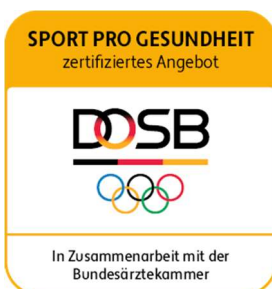 SPORT PRO GESUNDHEIT
zertifiziertes Angebot
DOSB
In Zusammenarbeit mit der
Bundesärztekammer